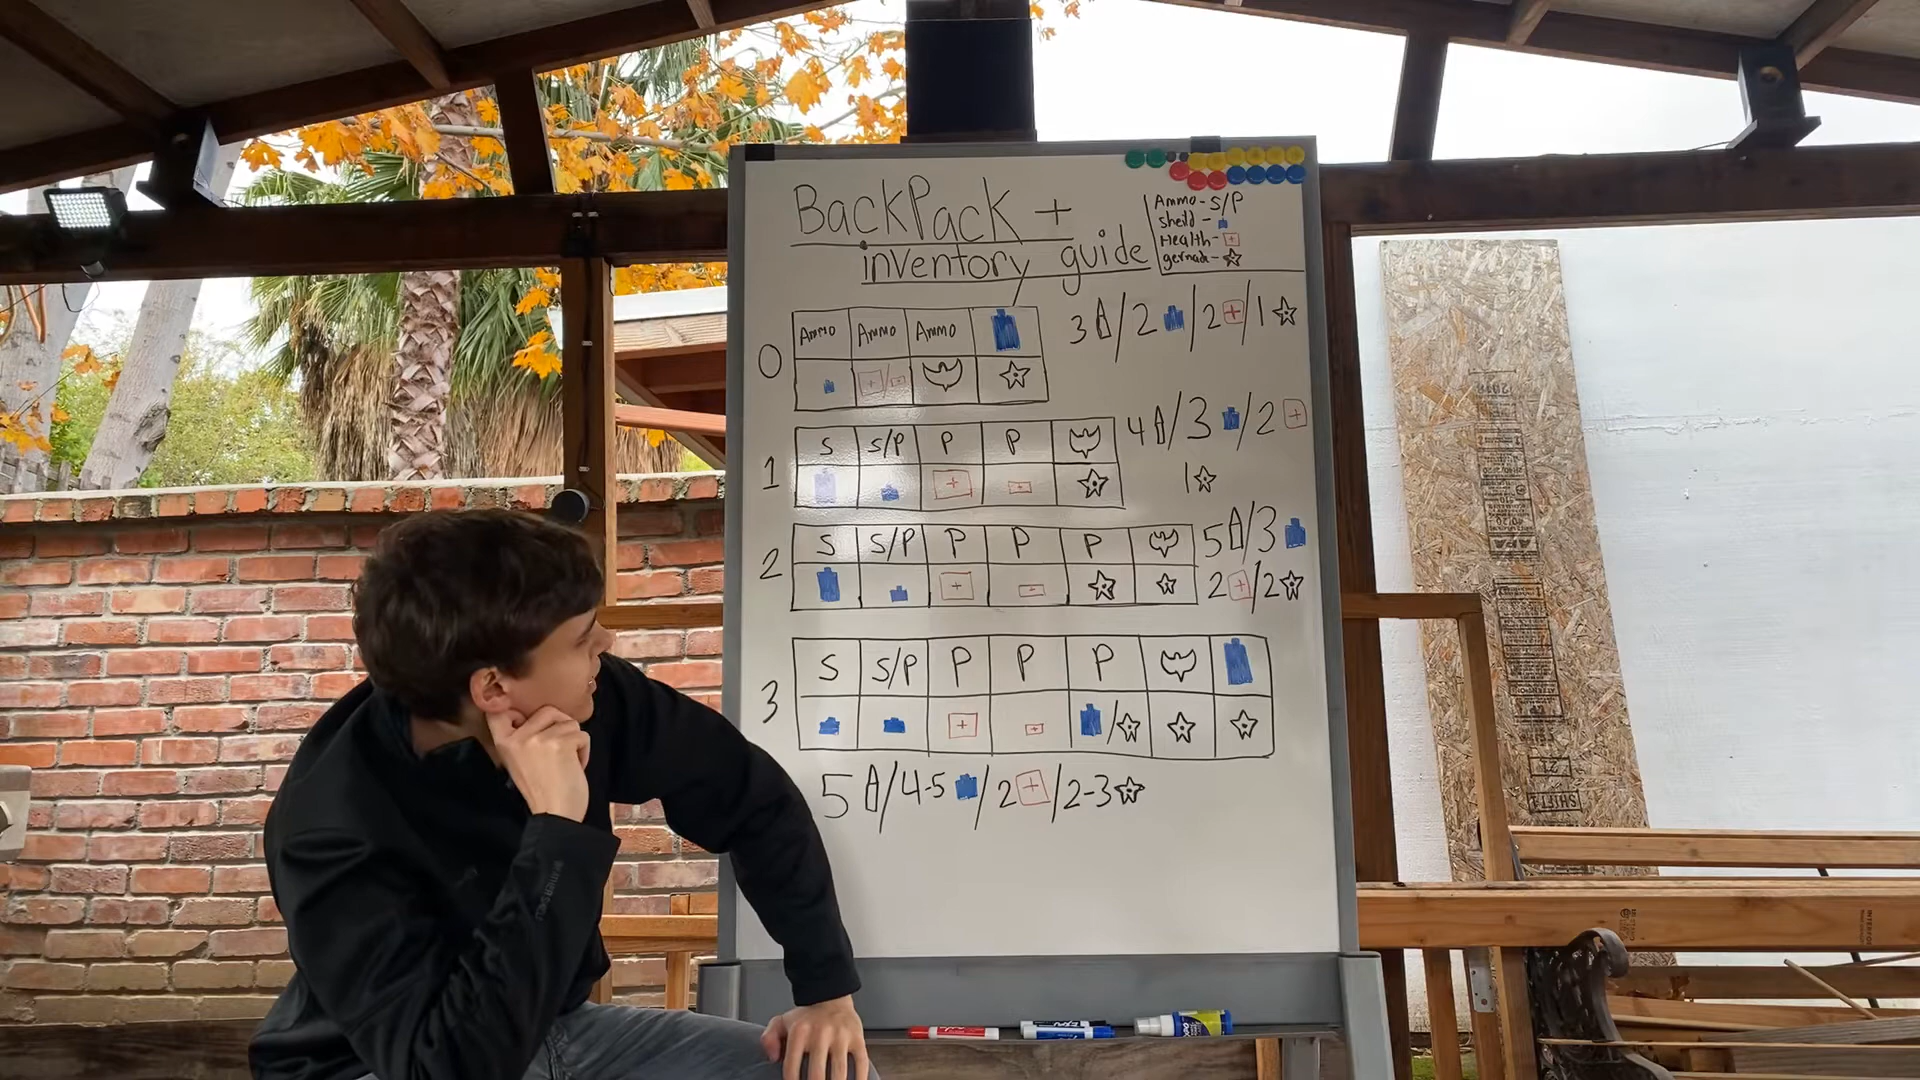 BackPack +
inventory guide
Ammo - S/P
Sheild -
Health -
gernade -
0
Ammo Ammo Ammo
3 / 2 / 2 / 1
1
S S/P P P
4 / 3 / 2
1
2
S S/P P P P
5 / 3
2 / 2
3
S S/P P P P
/
5 / 4-5 / 2 / 2-3
EXPO